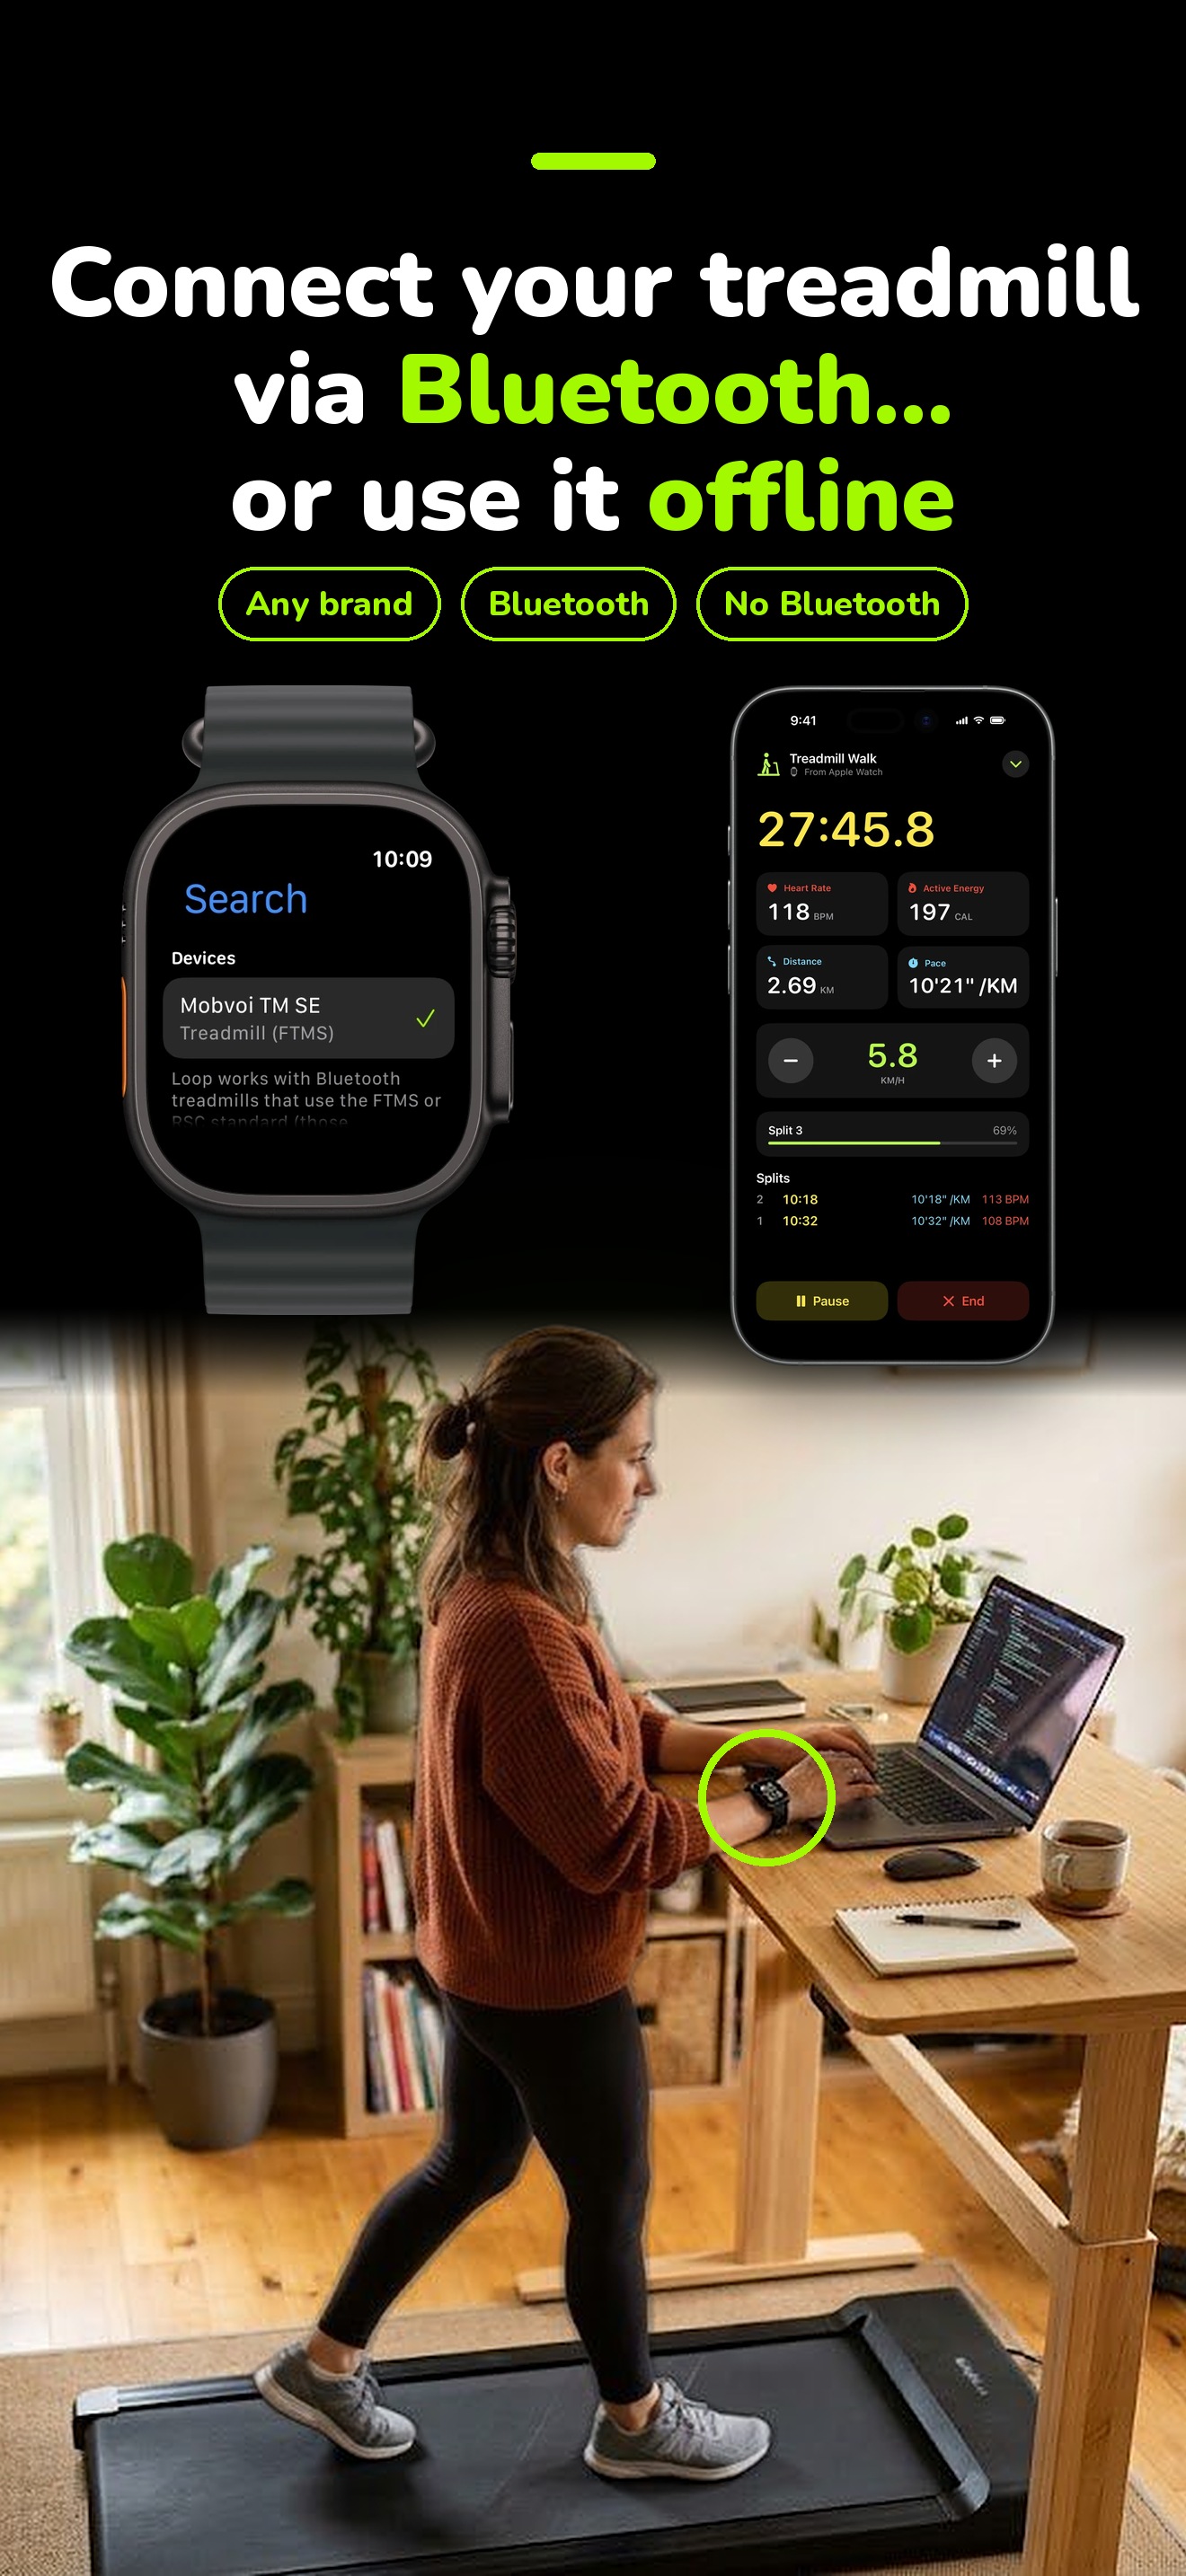 Connect your treadmill
via Bluetooth...
or use it offline
Any brand
Bluetooth
No Bluetooth
10:09
Search
Devices
Mobvoi TM SE
Treadmill (FTMS)
Loop works with Bluetooth
treadmills that use the FTMS or
RSC standard (those
9:41
Treadmill Walk
From Apple Watch
27:45.8
Heart Rate
118 BPM
Active Energy
197 CAL
Distance
2.69 KM
Pace
10'21" /KM
5.8
KM/H
Split 3 69%
Splits
2 10:18 10'18" /KM 113 BPM
1 10:32 10'32" /KM 108 BPM
Pause
End